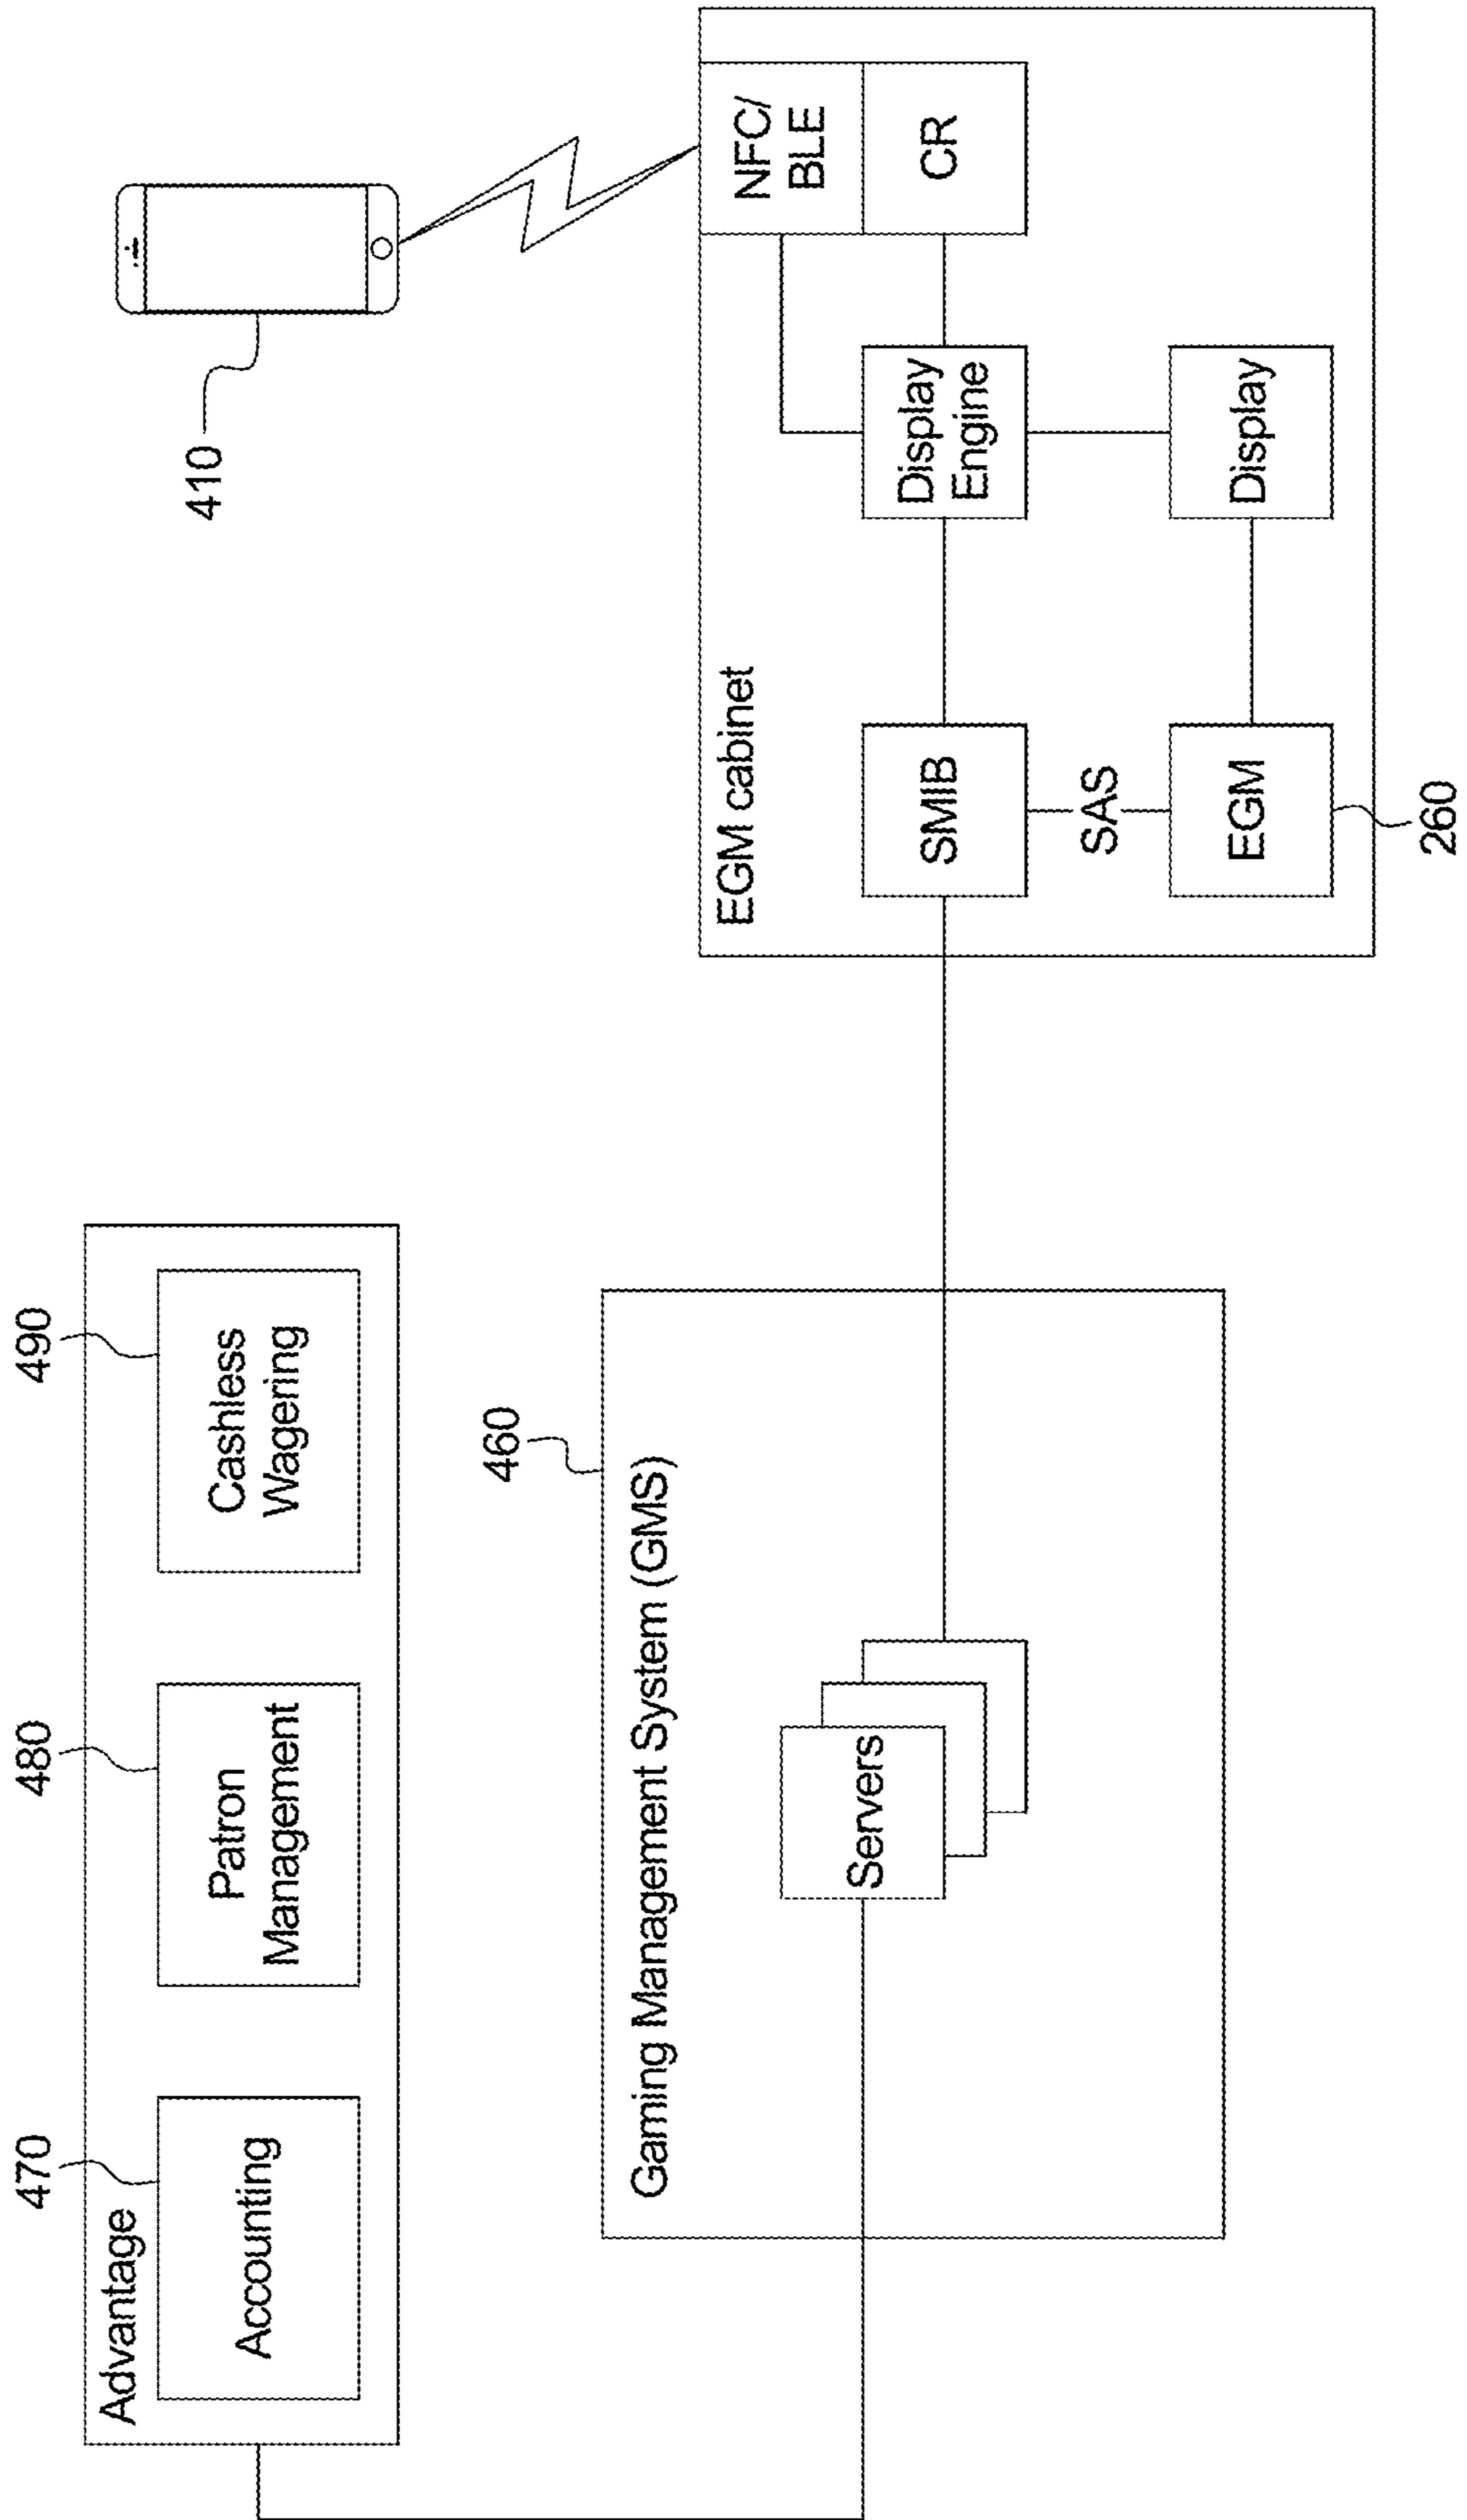 470
480
490
Advantage
Accounting
Patron
Management
Cashless
Wagering
410
460
Gaming Management System (GMS)
Servers
EGM cabinet
NFC/
BLE
CR
SMIB
Display
Engine
SAS
EGM
Display
260